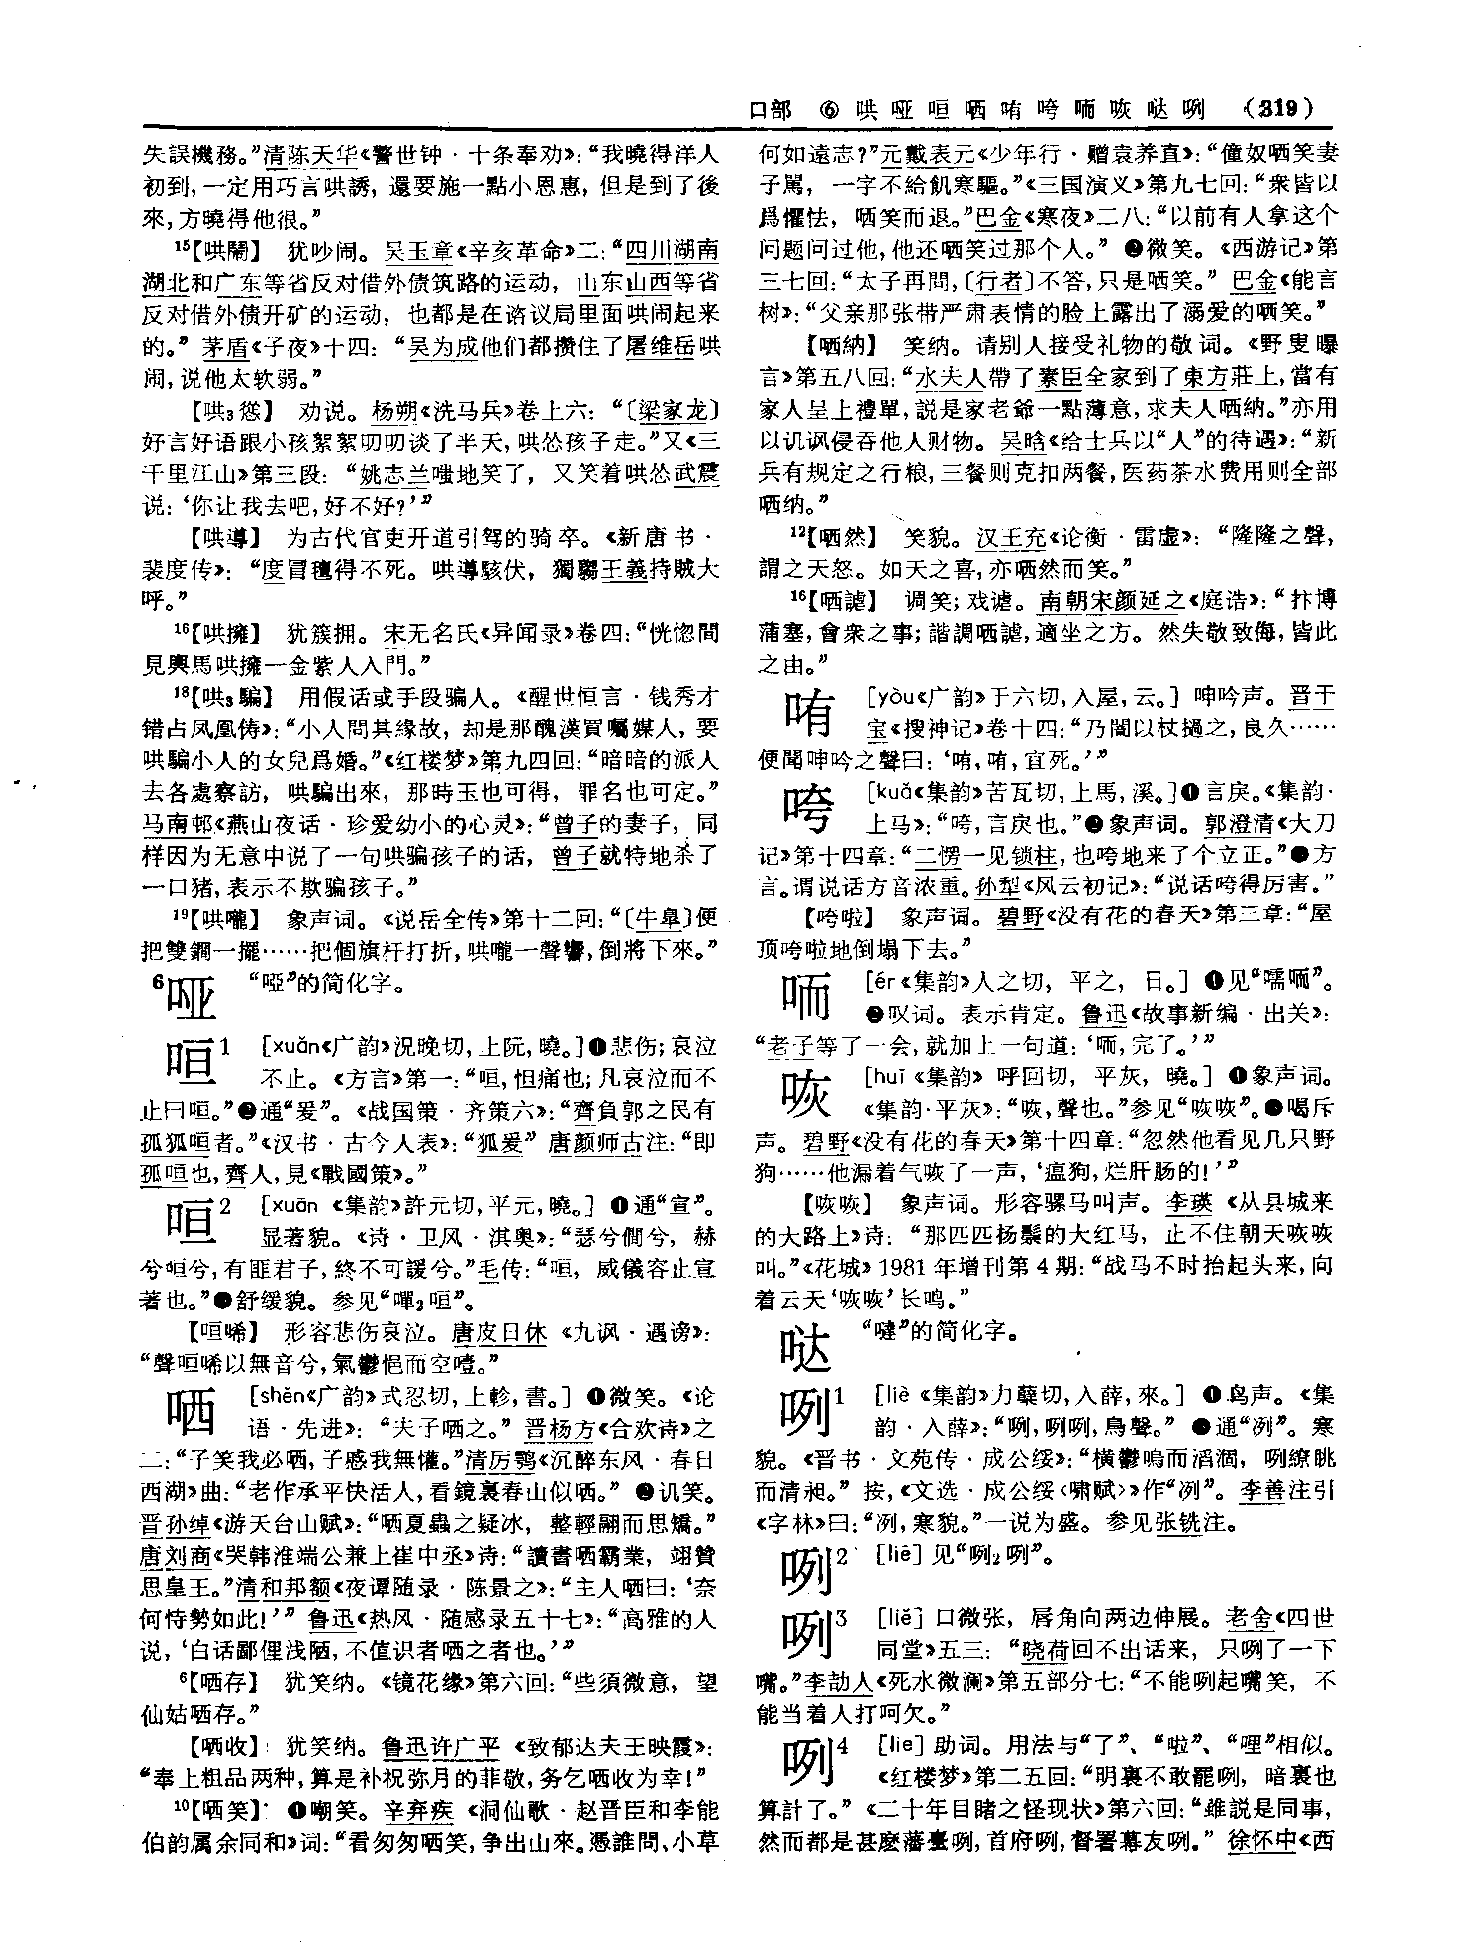 口部 ⑥ 哄哑咺哂哊咵唡咴哒咧 (319)
失誤機務。”清陈天华《警世钟·十条奉劝》：“我曉得洋人
初到，一定用巧言哄誘，還要施一點小恩惠，但是到了後
來，方曉得他很。”
15【哄鬧】 犹吵闹。吴玉章《辛亥革命》二：“四川湖南
湖北和广东等省反对借外债筑路的运动，山东山西等省
反对借外债开矿的运动，也都是在谘议局里面哄闹起来
的。”茅盾《子夜》十四：“吴为成他们都攒住了屠维岳哄
闹，说他太软弱。”
【哄3慫】 劝说。杨朔《洗马兵》卷上六：“〔梁家龙〕
好言好语跟小孩絮絮叨叨谈了半天，哄怂孩子走。”又《三
千里江山》第三段：“姚志兰嗤地笑了，又笑着哄怂武震
说：‘你让我去吧，好不好？’”
【哄導】 为古代官吏开道引驾的骑卒。《新唐书·
裴度传》：“度冒氊得不死。哄導駭伏，獨騶王義持賊大
呼。”
16【哄擁】 犹簇拥。宋无名氏《异闻录》卷四：“恍惚間
見輿馬哄擁一金紫人入門。”
18【哄3騙】 用假话或手段骗人。《醒世恒言·钱秀才
错占凤凰俦》：“小人問其緣故，却是那醜漢買囑媒人，要
哄騙小人的女兒爲婚。”《红楼梦》第九四回：“暗暗的派人
去各處察訪，哄騙出來，那時玉也可得，罪名也可定。”
马南邨《燕山夜话·珍爱幼小的心灵》：“曾子的妻子，同
样因为无意中说了一句哄骗孩子的话，曾子就特地杀了
一口猪，表示不欺骗孩子。”
19【哄嚨】 象声词。《说岳全传》第十二回：“〔牛皋〕便
把雙鐧一擺……把個旗杆打折，哄嚨一聲響，倒將下來。”
6哑 “啞”的简化字。
咺1 [xuǎn《广韵》况晚切，上阮，曉。]❶悲伤；哀泣
不止。《方言》第一：“咺，怛痛也；凡哀泣而不
止曰咺。”❷通“爰”。《战国策·齐策六》：“齊負郭之民有
孤狐咺者。”《汉书·古今人表》：“狐爰”唐颜师古注：“即
孤咺也，齊人，見《戰國策》。”
咺2 [xuān《集韵》許元切，平元，曉。] ❶通“宣”。
显著貌。《诗·卫风·淇奥》：“瑟兮僩兮，赫
兮咺兮，有匪君子，終不可諼兮。”毛传：“咺，威儀容止宣
著也。”❷舒缓貌。参见“嘽2咺”。
【咺唏】 形容悲伤哀泣。唐皮日休《九讽·遇谤》：
“聲咺唏以無音兮，氣鬱悒而空噎。”
哂 [shěn《广韵》式忍切，上軫，書。] ❶微笑。《论
语·先进》：“夫子哂之。”晋杨方《合欢诗》之
二：“子笑我必哂，子慼我無懽。”清厉鹗《沉醉东风·春日
西湖》曲：“老作承平快活人，看鏡裏春山似哂。” ❷讥笑。
晋孙绰《游天台山赋》：“哂夏蟲之疑冰，整輕翮而思矯。”
唐刘商《哭韩淮端公兼上崔中丞》诗：“讀書哂霸業，翊贊
思皇王。”清和邦额《夜谭随录·陈景之》：“主人哂曰：‘奈
何恃勢如此！’”鲁迅《热风·随感录五十七》：“高雅的人
说，‘白话鄙俚浅陋，不值识者哂之者也。’”
6【哂存】 犹笑纳。《镜花缘》第六回：“些須微意，望
仙姑哂存。”
【哂收】 犹笑纳。鲁迅许广平《致郁达夫王映霞》：
“奉上粗品两种，算是补祝弥月的菲敬，务乞哂收为幸！”
10【哂笑】 ❶嘲笑。辛弃疾《洞仙歌·赵晋臣和李能
伯韵属余同和》词：“看匆匆哂笑，争出山來。憑誰問、小草
何如遠志？”元戴表元《少年行·赠袁养直》：“僮奴哂笑妻
子駡，一字不給飢寒驅。”《三国演义》第九七回：“衆皆以
爲懼怯，哂笑而退。”巴金《寒夜》二八：“以前有人拿这个
问题问过他，他还哂笑过那个人。” ❷微笑。《西游记》第
三七回：“太子再問，〔行者〕不答，只是哂笑。” 巴金《能言
树》：“父亲那张带严肃表情的脸上露出了溺爱的哂笑。”
【哂納】 笑纳。请别人接受礼物的敬词。《野叟曝
言》第五八回：“水夫人帶了素臣全家到了東方莊上，當有
家人呈上禮單，説是家老爺一點薄意，求夫人哂納。”亦用
以讥讽侵吞他人财物。吴晗《给士兵以“人”的待遇》：“新
兵有规定之行粮，三餐则克扣两餐，医药茶水费用则全部
哂纳。”
12【哂然】 笑貌。汉王充《论衡·雷虚》：“隆隆之聲，
謂之天怒。如天之喜，亦哂然而笑。”
16【哂謔】 调笑；戏谑。南朝宋颜延之《庭诰》：“抃博
蒲塞，會衆之事；諧調哂謔，適坐之方。然失敬致侮，皆此
之由。”
哊 [yòu《广韵》于六切，入屋，云。] 呻吟声。晋干
宝《搜神记》卷十四：“乃闇以杖撾之，良久……
便聞呻吟之聲曰：‘哊，哊，宜死。’”
咵 [kuǎ《集韵》苦瓦切，上馬，溪。]❶言戾。《集韵·
上马》：“咵，言戾也。”❷象声词。郭澄清《大刀
记》第十四章：“二愣一见锁柱，也咵地来了个立正。”❸方
言。谓说话方音浓重。孙犁《风云初记》：“说话咵得厉害。”
【咵啦】 象声词。碧野《没有花的春天》第三章：“屋
顶咵啦地倒塌下去。”
唡 [ér《集韵》人之切，平之，日。] ❶见“嚅唡”。
❷叹词。表示肯定。鲁迅《故事新编·出关》：
“老子等了一会，就加上一句道：‘唡，完了。’”
咴 [huī《集韵》呼回切，平灰，曉。] ❶象声词。
《集韵·平灰》：“咴，聲也。”参见“咴咴”。❷喝斥
声。碧野《没有花的春天》第十四章：“忽然他看见几只野
狗……他漏着气咴了一声，‘瘟狗，烂肝肠的！’”
【咴咴】 象声词。形容骡马叫声。李瑛《从县城来
的大路上》诗：“那匹匹扬鬃的大红马，止不住朝天咴咴
叫。”《花城》1981年增刊第4期：“战马不时抬起头来，向
着云天‘咴咴’长鸣。”
哒 “噠”的简化字。
咧1 [liè《集韵》力蘖切，入薛，來。] ❶鸟声。《集
韵·入薛》：“咧，咧咧，鳥聲。” ❷通“冽”。寒
貌。《晋书·文苑传·成公绥》：“横鬱嗚而滔涸，咧缭眺
而清昶。”按，《文选·成公绥〈啸赋〉》作“冽”。李善注引
《字林》曰：“冽，寒貌。”一说为盛。参见张铣注。
咧2 [liē] 见“咧2咧”。
咧3 [liě] 口微张，唇角向两边伸展。老舍《四世
同堂》五三：“晓荷回不出话来，只咧了一下
嘴。”李劼人《死水微澜》第五部分七：“不能咧起嘴笑，不
能当着人打呵欠。”
咧4 [lie] 助词。用法与“了”、“啦”、“哩”相似。
《红楼梦》第二五回：“明裏不敢罷咧，暗裏也
算計了。”《二十年目睹之怪现状》第六回：“雖説是同事，
然而都是甚麽藩臺咧，首府咧，督署幕友咧。”徐怀中《西